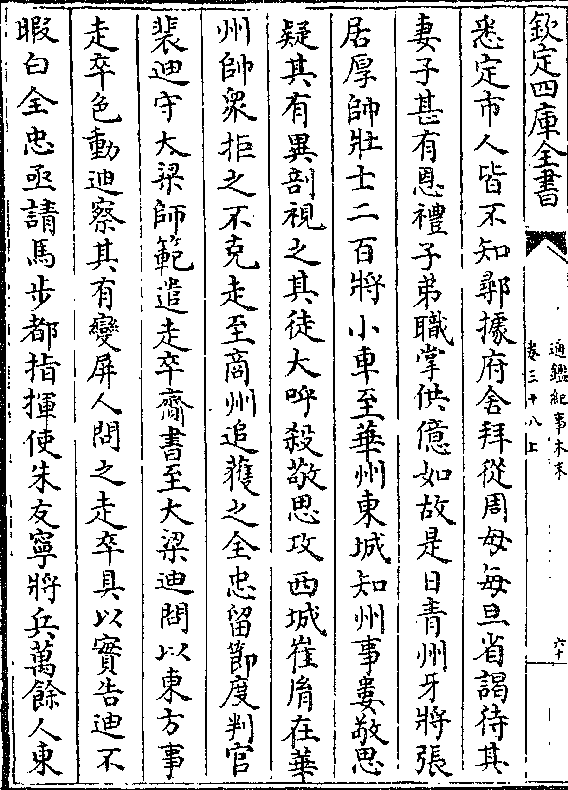 欽定四庫全書
通鑑紀事本末
卷三十八上
六十
悉定市人皆不知鄩據府舍拜從周母每旦省謁待其
妻子甚有恩禮子弟職掌供億如故是日青州牙將張
居厚帥壯士二百將小車至華州東城知州事婁敬思
疑其有異剖視之其徒大呼殺敬思攻西城崔胤在華
州帥衆拒之不克走至商州追獲之全忠留節度判官
裴迪守大梁師範遣走卒齎書至大梁迪問以東方事
走卒色動迪察其有變屏人問之走卒具以實告迪不
暇白全忠亟請馬步都指揮使朱友寧將兵萬餘人東